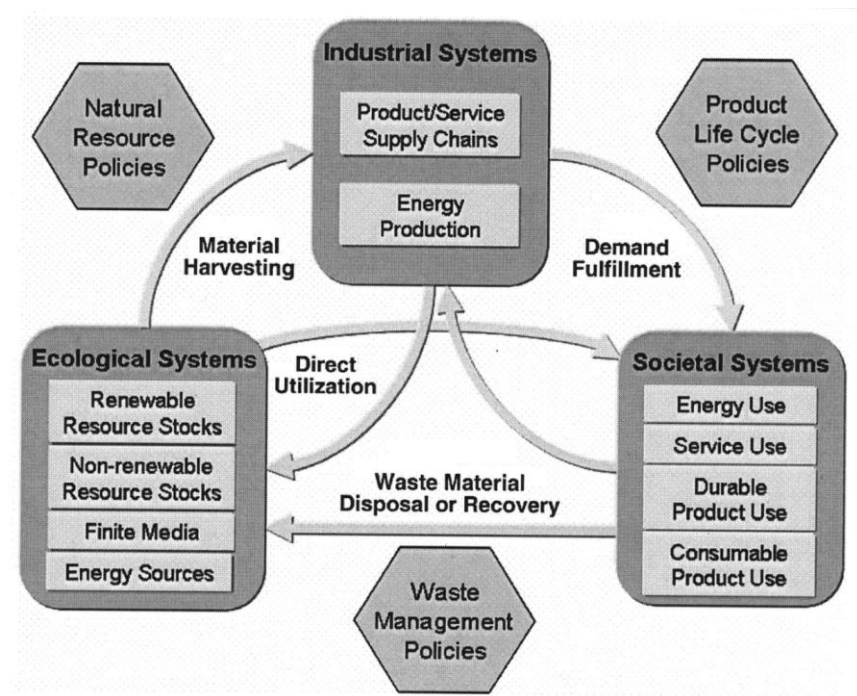 Industrial Systems
Product/Service
Supply Chains
Energy
Production
Natural
Resource
Policies
Product
Life Cycle
Policies
Material
Harvesting
Demand
Fulfillment
Direct
Utilization
Ecological Systems
Renewable
Resource Stocks
Non-renewable
Resource Stocks
Finite Media
Energy Sources
Societal Systems
Energy Use
Service Use
Durable
Product Use
Consumable
Product Use
Waste Material
Disposal or Recovery
Waste
Management
Policies